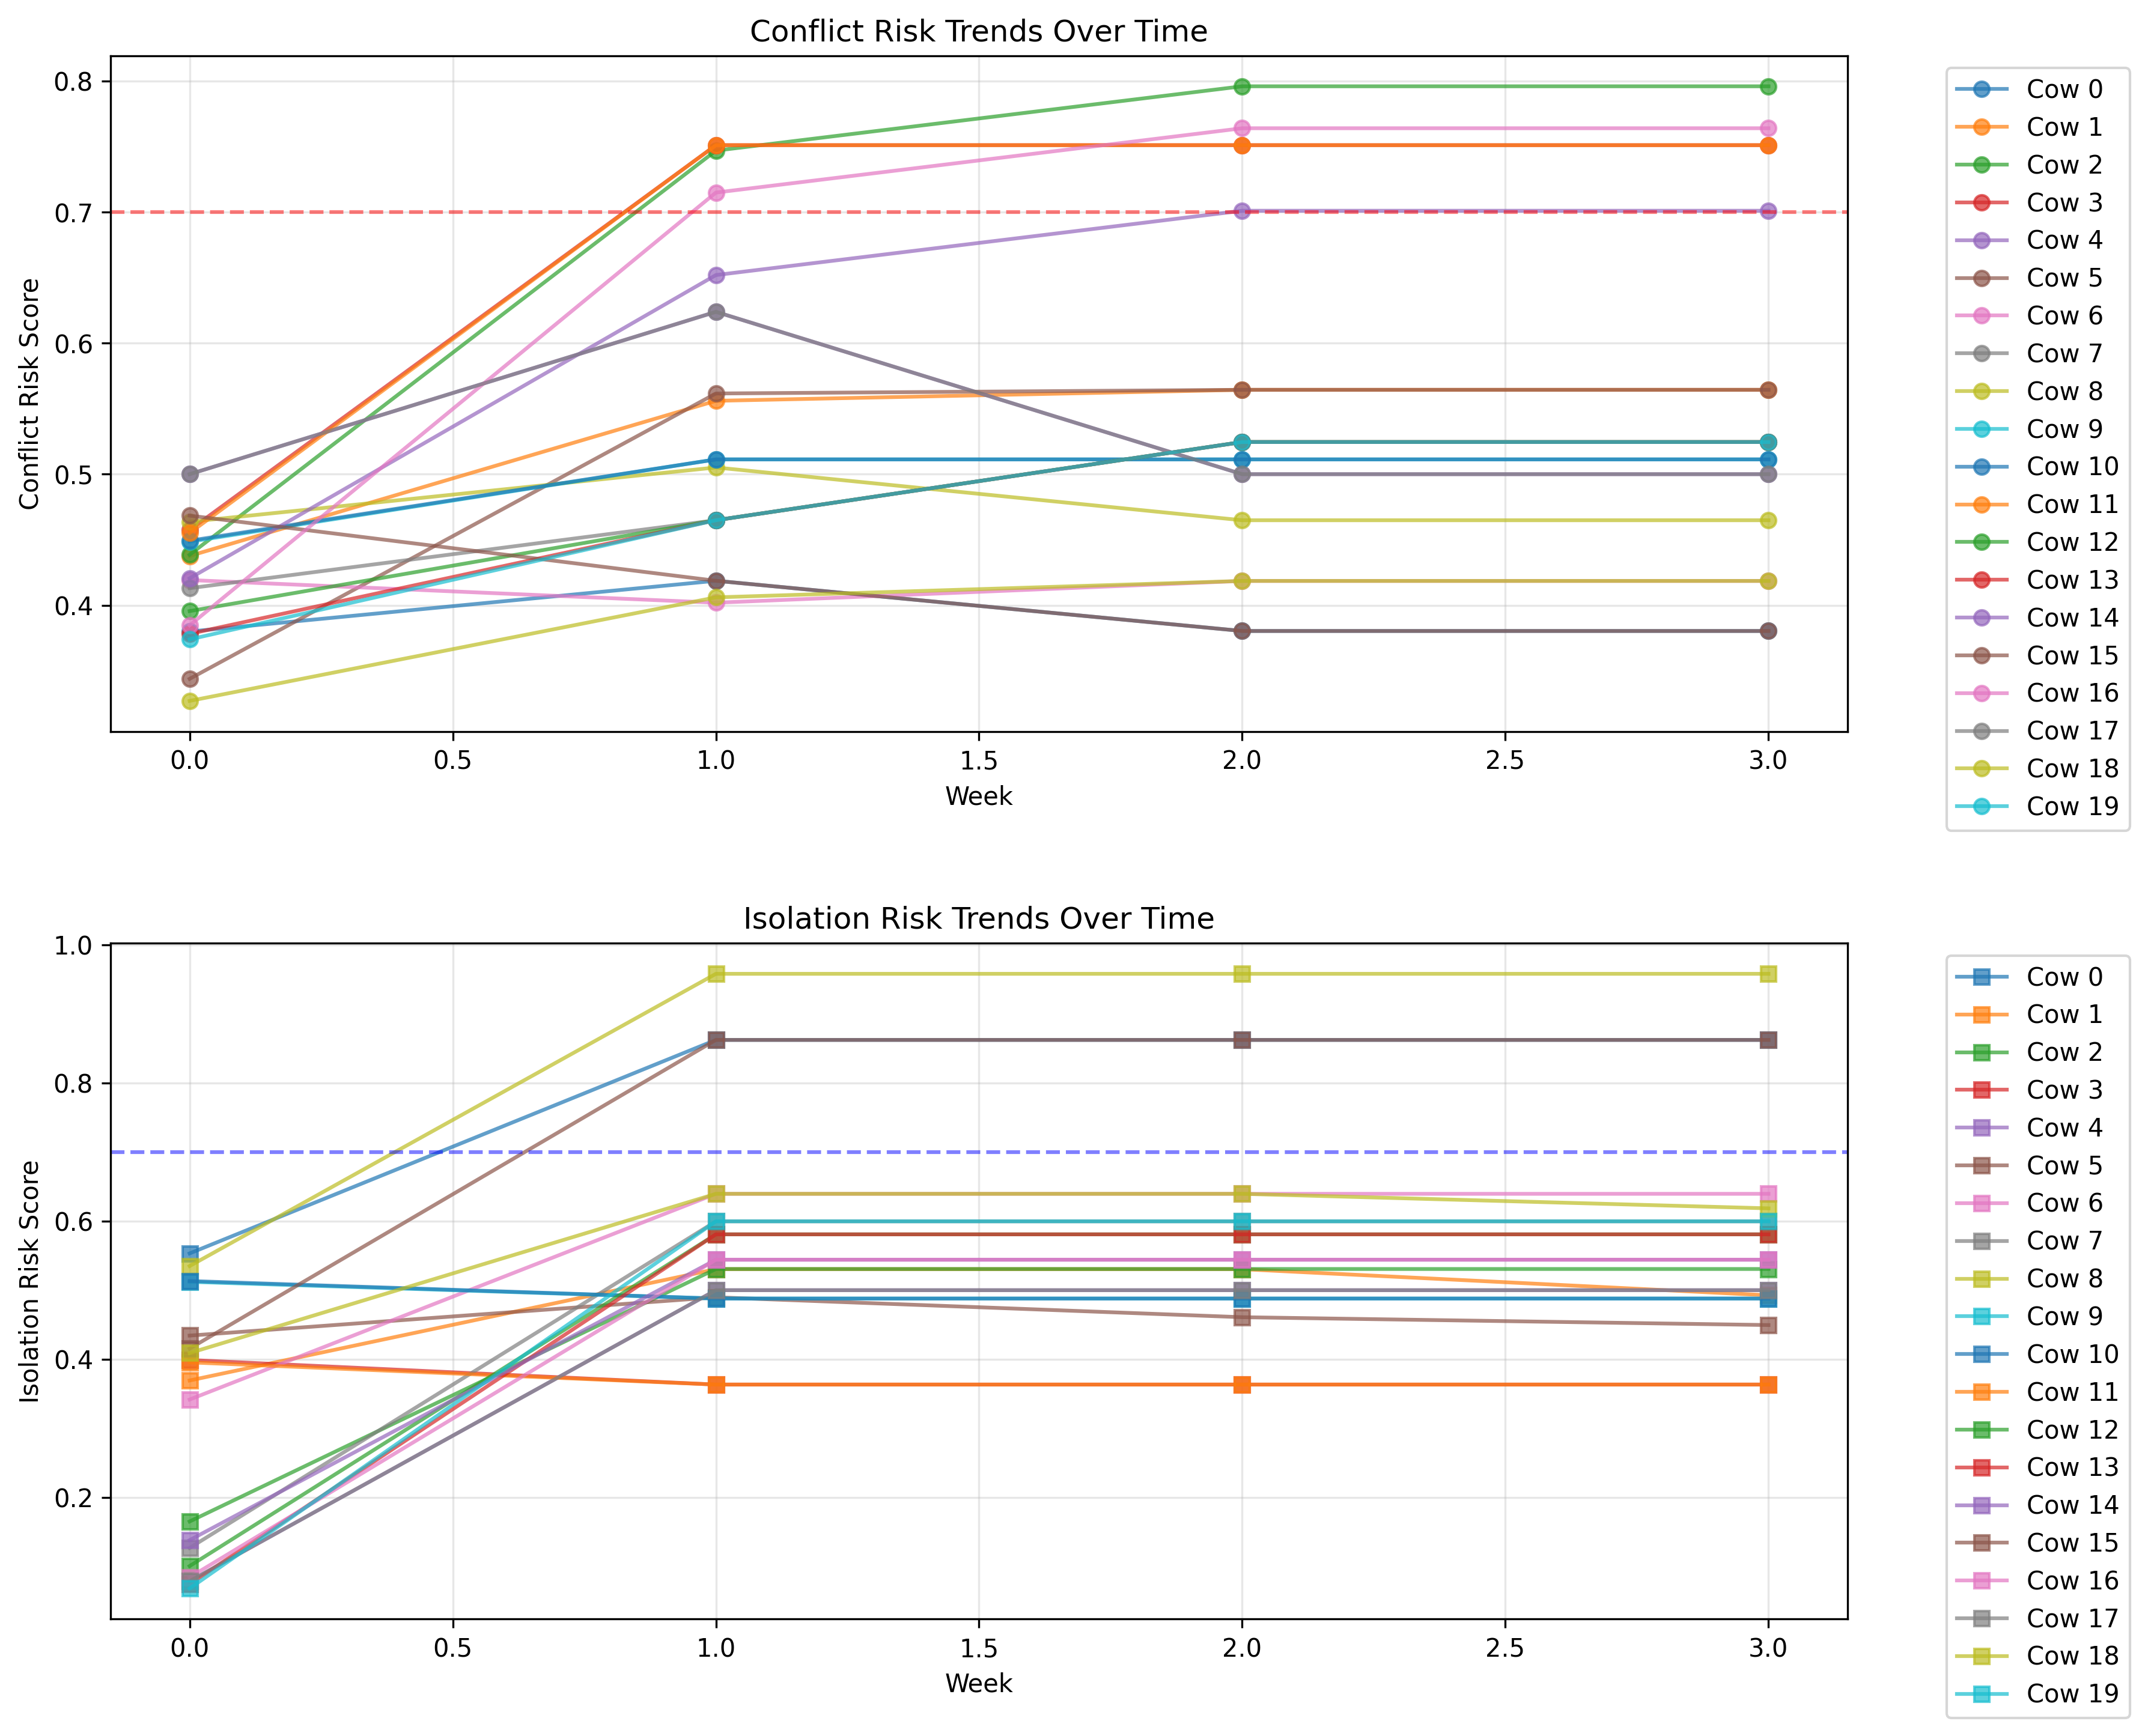 Conflict Risk Trends Over Time
Conflict Risk Score
0.8
0.7
0.6
0.5
0.4
0.0 0.5 1.0 1.5 2.0 2.5 3.0
Week
Cow 0
Cow 1
Cow 2
Cow 3
Cow 4
Cow 5
Cow 6
Cow 7
Cow 8
Cow 9
Cow 10
Cow 11
Cow 12
Cow 13
Cow 14
Cow 15
Cow 16
Cow 17
Cow 18
Cow 19
Isolation Risk Trends Over Time
Isolation Risk Score
1.0
0.8
0.6
0.4
0.2
0.0 0.5 1.0 1.5 2.0 2.5 3.0
Week
Cow 0
Cow 1
Cow 2
Cow 3
Cow 4
Cow 5
Cow 6
Cow 7
Cow 8
Cow 9
Cow 10
Cow 11
Cow 12
Cow 13
Cow 14
Cow 15
Cow 16
Cow 17
Cow 18
Cow 19